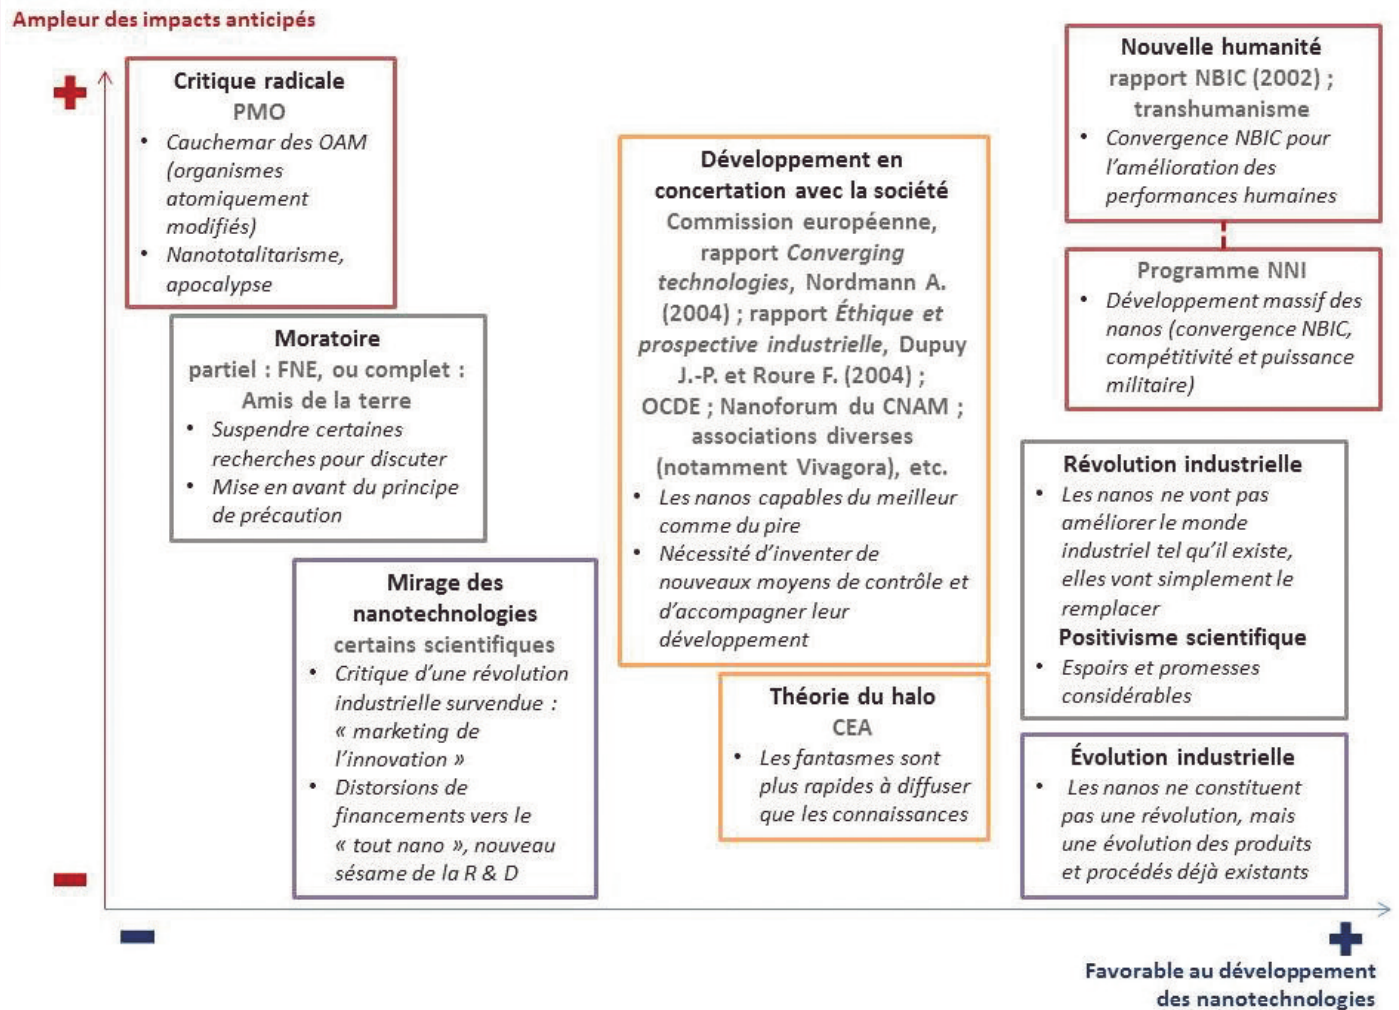 Ampleur des impacts anticipés
Critique radicale
PMO
• Cauchemar des OAM
(organismes
atomiquement
modifiés)
• Nanototalitarisme,
apocalypse
Moratoire
partiel : FNE, ou complet :
Amis de la terre
• Suspendre certaines
recherches pour discuter
• Mise en avant du principe
de précaution
Mirage des
nanotechnologies
certains scientifiques
• Critique d’une révolution
industrielle survendue :
« marketing de
l’innovation »
• Distorsions de
financements vers le
« tout nano », nouveau
sésame de la R & D
Développement en
concertation avec la société
Commission européenne,
rapport Converging
technologies, Nordmann A.
(2004) ; rapport Éthique et
prospective industrielle, Dupuy
J.-P. et Roure F. (2004) ;
OCDE ; Nanoforum du CNAM ;
associations diverses
(notamment Vivagora), etc.
• Les nanos capables du meilleur
comme du pire
• Nécessité d’inventer de
nouveaux moyens de contrôle et
d’accompagner leur
développement
Théorie du halo
CEA
• Les fantasmes sont
plus rapides à diffuser
que les connaissances
Nouvelle humanité
rapport NBIC (2002) ;
transhumanisme
• Convergence NBIC pour
l’amélioration des
performances humaines
Programme NNI
• Développement massif des
nanos (convergence NBIC,
compétitivité et puissance
militaire)
Révolution industrielle
• Les nanos ne vont pas
améliorer le monde
industriel tel qu’il existe,
elles vont simplement le
remplacer
Positivisme scientifique
• Espoirs et promesses
considérables
Évolution industrielle
• Les nanos ne constituent
pas une révolution, mais
une évolution des produits
et procédés déjà existants
Favorable au développement
des nanotechnologies